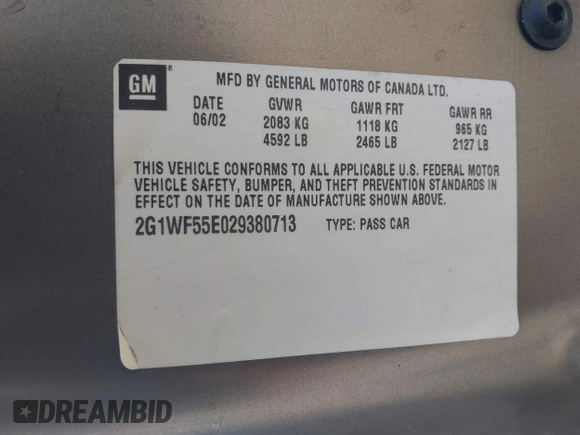 GM ® MFD BY GENERAL MOTORS OF CANADA LTD.
DATE GVWR GAWR FRT GAWR RR
06/02 2083 KG 1118 KG 965 KG
4592 LB 2465 LB 2127 LB
THIS VEHICLE CONFORMS TO ALL APPLICABLE U.S. FEDERAL MOTOR
VEHICLE SAFETY, BUMPER, AND THEFT PREVENTION STANDARDS IN
EFFECT ON THE DATE OF MANUFACTURE SHOWN ABOVE.
2G1WF55E029380713 TYPE: PASS CAR
DREAMBID